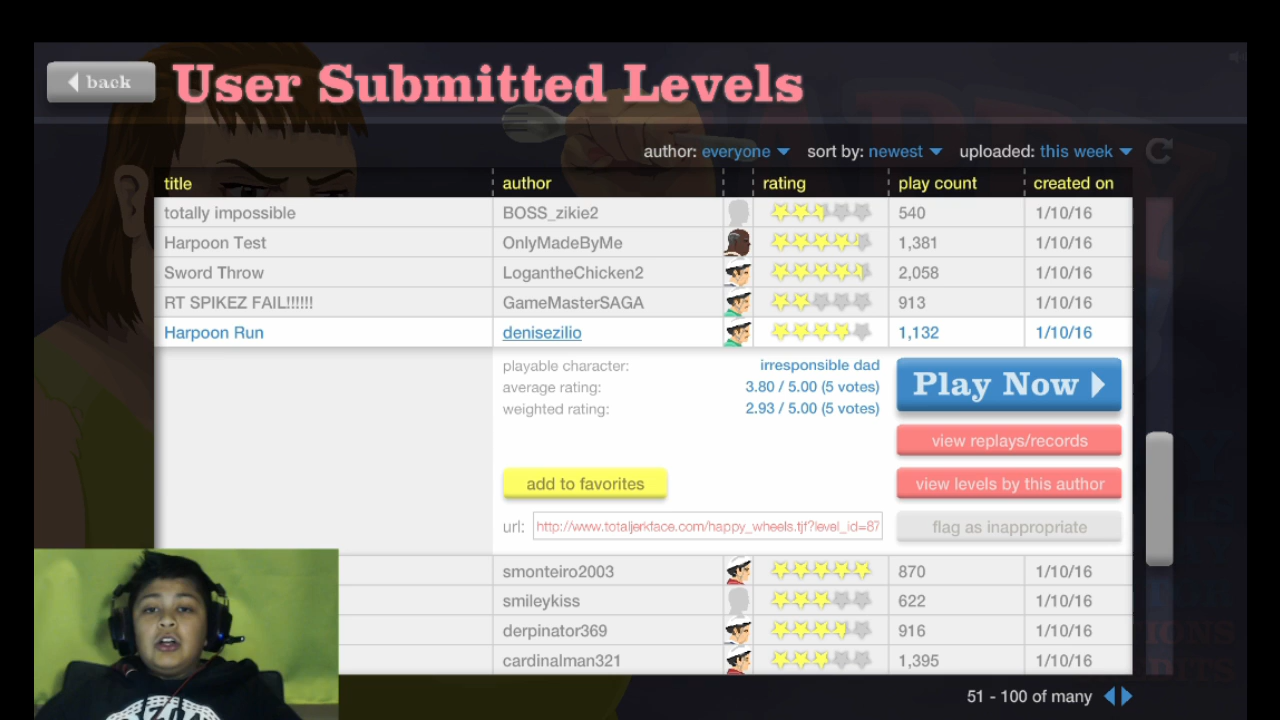 back
User Submitted Levels
author: everyone sort by: newest uploaded: this week
title author rating play count created on
totally impossible BOSS_zikie2 540 1/10/16
Harpoon Test OnlyMadeByMe 1,381 1/10/16
Sword Throw LogantheChicken2 2,058 1/10/16
RT SPIKEZ FAIL!!!!!! GameMasterSAGA 913 1/10/16
Harpoon Run denisezilio 1,132 1/10/16
playable character: irresponsible dad
average rating: 3.80 / 5.00 (5 votes)
weighted rating: 2.93 / 5.00 (5 votes)
Play Now
view replays/records
add to favorites
view levels by this author
url: http://www.totaljerkface.com/happy_wheels.tjf?level_id=87
flag as inappropriate
smonteiro2003 870 1/10/16
smileykiss 622 1/10/16
derpinator369 916 1/10/16
cardinalman321 1,395 1/10/16
51 - 100 of many